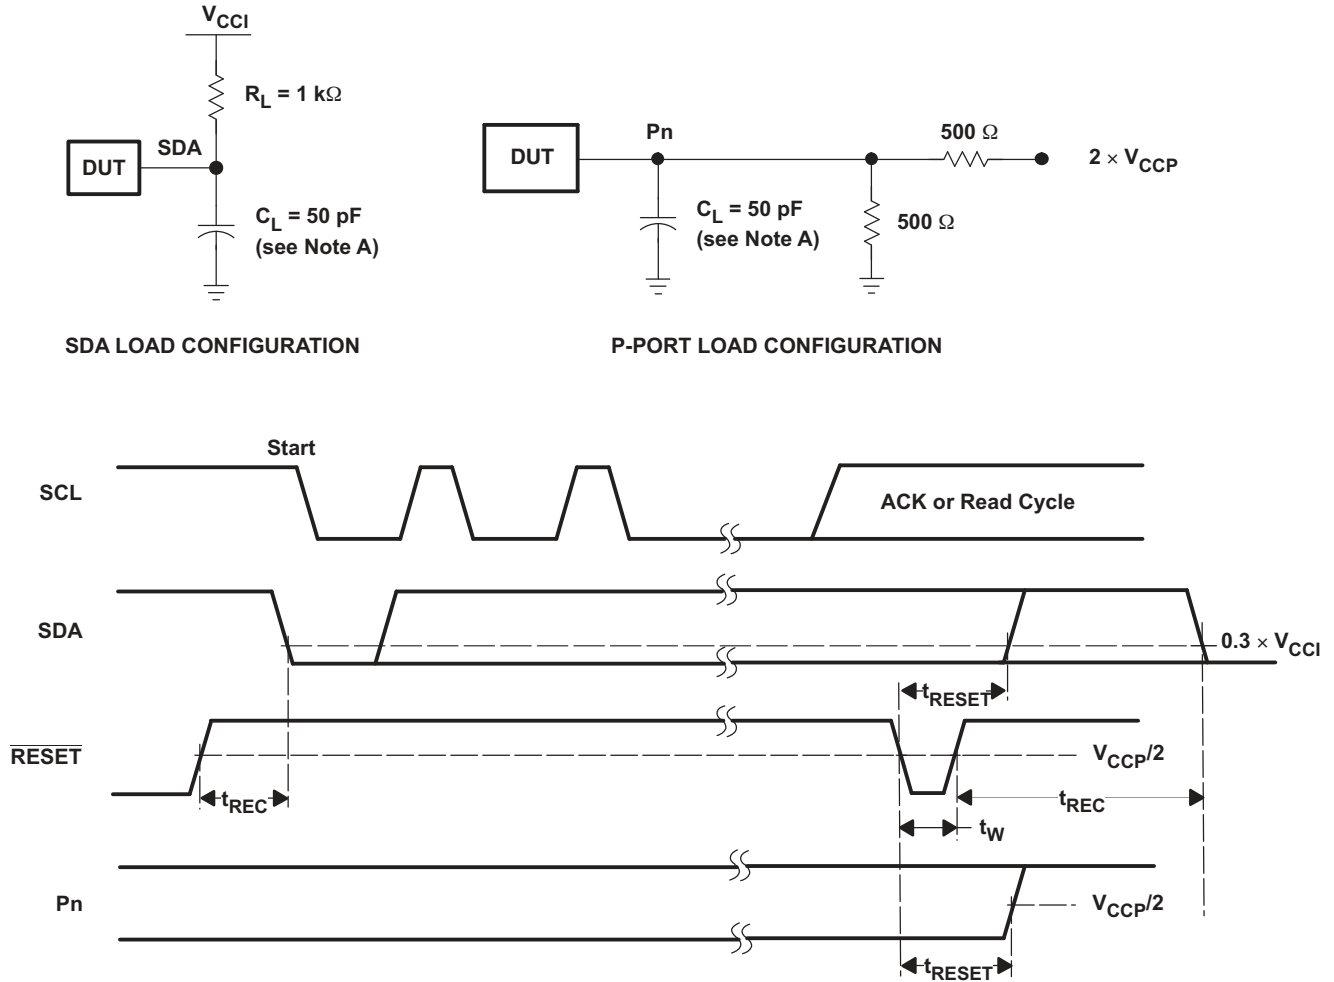 VCCI
RL = 1 kΩ
SDA
DUT
CL = 50 pF
(see Note A)
SDA LOAD CONFIGURATION
DUT
Pn
500 Ω
2 × VCCP
CL = 50 pF
(see Note A)
500 Ω
P-PORT LOAD CONFIGURATION
Start
SCL
ACK or Read Cycle
SDA
0.3 × VCCI
tRESET
RESET
VCCP/2
tREC
tREC
tW
Pn
VCCP/2
tRESET